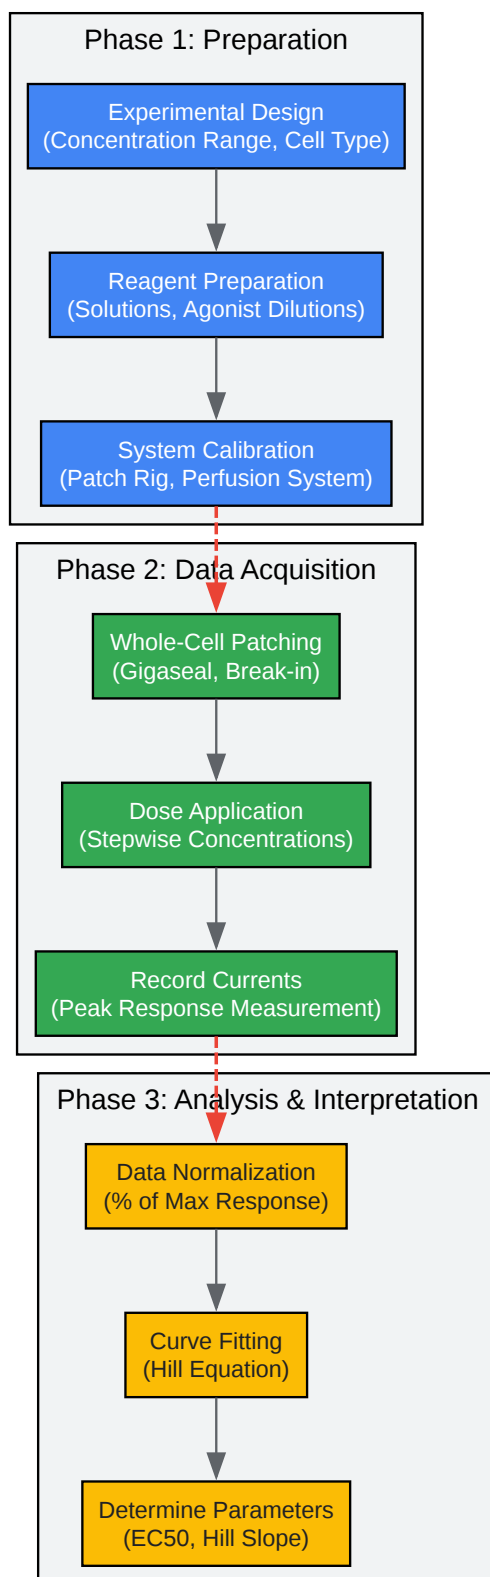 Phase 1: Preparation
Experimental Design
(Concentration Range, Cell Type)
Reagent Preparation
(Solutions, Agonist Dilutions)
System Calibration
(Patch Rig, Perfusion System)
Phase 2: Data Acquisition
Whole-Cell Patching
(Gigaseal, Break-in)
Dose Application
(Stepwise Concentrations)
Record Currents
(Peak Response Measurement)
Phase 3: Analysis & Interpretation
Data Normalization
(% of Max Response)
Curve Fitting
(Hill Equation)
Determine Parameters
(EC50, Hill Slope)